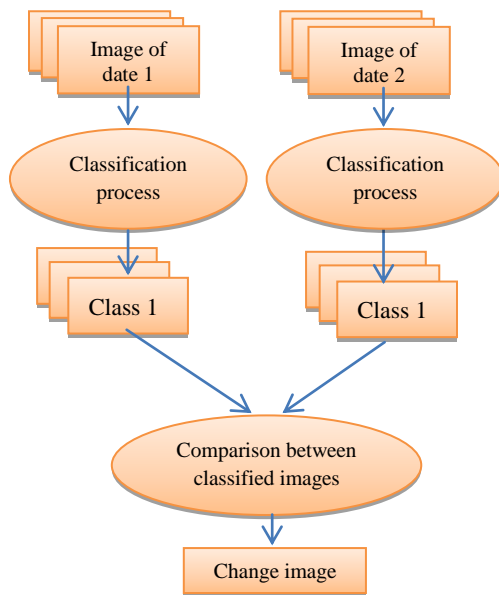 Image of
date 1
Image of
date 2
Classification
process
Classification
process
Class 1
Class 1
Comparison between
classified images
Change image